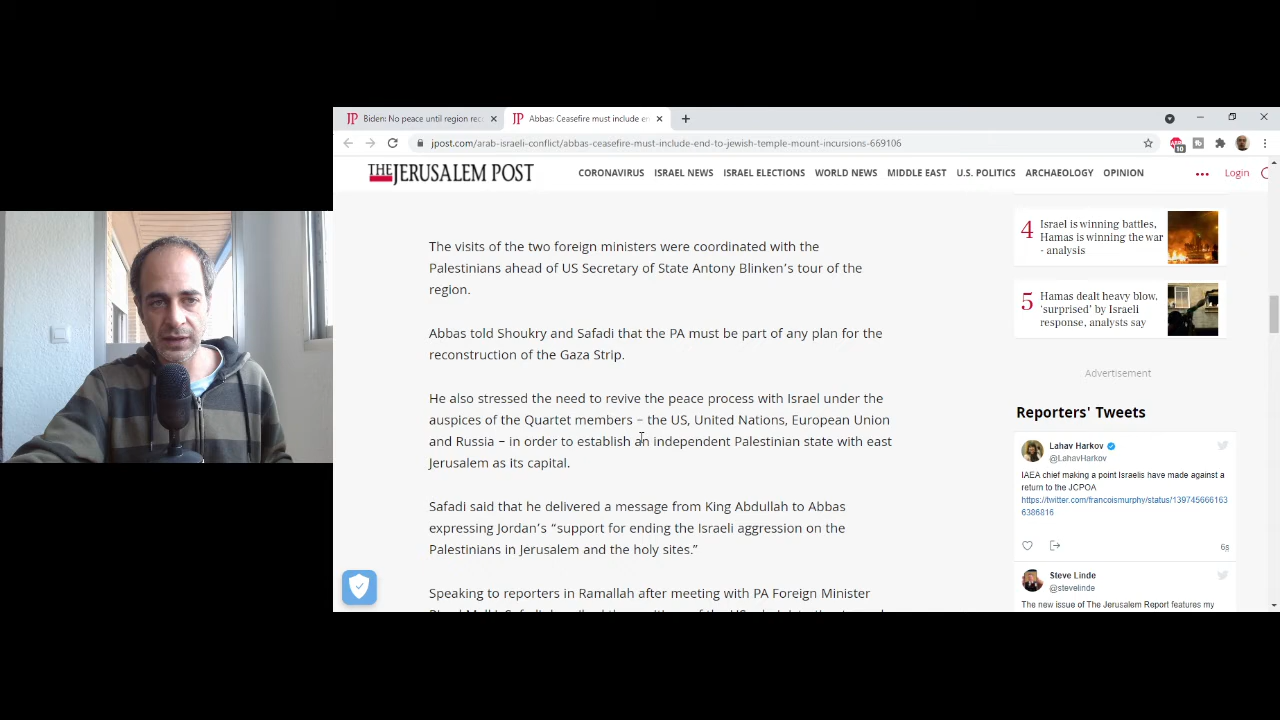 Biden: No peace until region rec
Abbas: Ceasefire must include en
jpost.com/arab-israeli-conflict/abbas-ceasefire-must-include-end-to-jewish-temple-mount-incursions-669106
THE JERUSALEM POST
CORONAVIRUS ISRAEL NEWS ISRAEL ELECTIONS WORLD NEWS MIDDLE EAST U.S. POLITICS ARCHAEOLOGY OPINION
Login
The visits of the two foreign ministers were coordinated with the
Palestinians ahead of US Secretary of State Antony Blinken's tour of the
region.
Abbas told Shoukry and Safadi that the PA must be part of any plan for the
reconstruction of the Gaza Strip.
He also stressed the need to revive the peace process with Israel under the
auspices of the Quartet members – the US, United Nations, European Union
and Russia – in order to establish an independent Palestinian state with east
Jerusalem as its capital.
Safadi said that he delivered a message from King Abdullah to Abbas
expressing Jordan's “support for ending the Israeli aggression on the
Palestinians in Jerusalem and the holy sites.”
Speaking to reporters in Ramallah after meeting with PA Foreign Minister
4
Israel is winning battles,
Hamas is winning the war
- analysis
5
Hamas dealt heavy blow,
‘surprised’ by Israeli
response, analysts say
Advertisement
Reporters' Tweets
Lahav Harkov
@LahavHarkov
IAEA chief making a point Israelis have made against a
return to the JCPOA
https://twitter.com/francoismurphy/status/139745666163
6386816
6s
Steve Linde
@stevelinde
The new issue of The Jerusalem Report features my